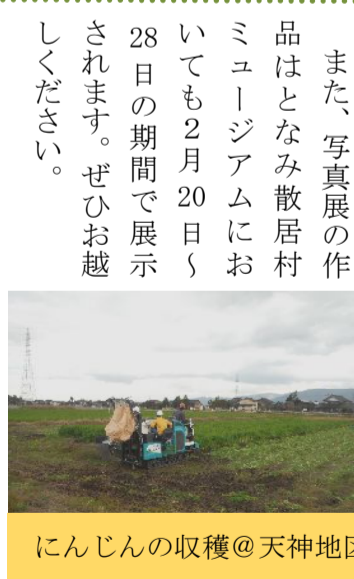 また、写真展の作
品はとなみ散居村
ミュージアムにお
いても2月20日～
28日の期間で展示
されます。ぜひお越
しください。
にんじんの収穫＠天神地区